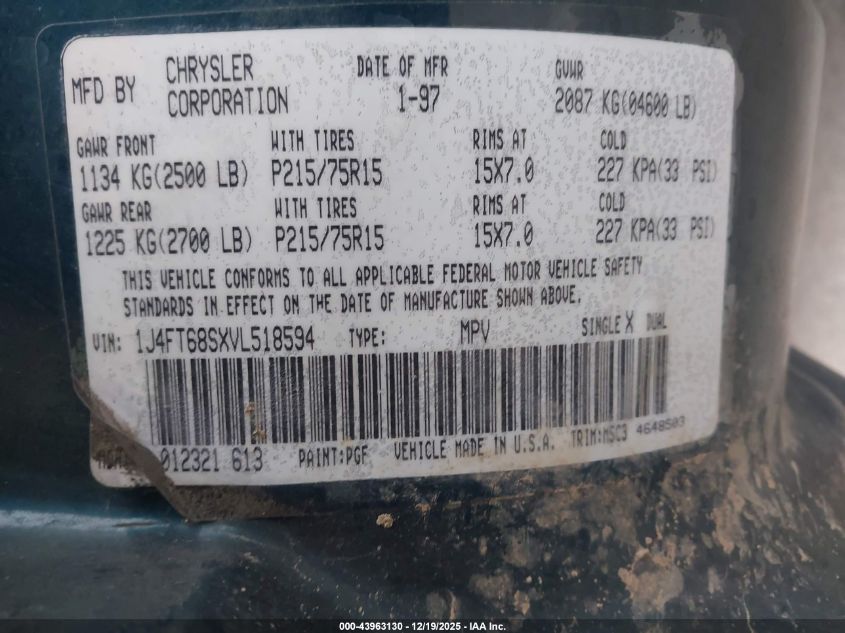 MFD BY CHRYSLER CORPORATION DATE OF MFR 1-97 GVWR 2087 KG(04600 LB)
GAWR FRONT WITH TIRES RIMS AT COLD
1134 KG(2500 LB) P215/75R15 15X7.0 227 KPA(33 PSI)
GAWR REAR WITH TIRES RIMS AT COLD
1225 KG(2700 LB) P215/75R15 15X7.0 227 KPA(33 PSI)
THIS VEHICLE CONFORMS TO ALL APPLICABLE FEDERAL MOTOR VEHICLE SAFETY
STANDARDS IN EFFECT ON THE DATE OF MANUFACTURE SHOWN ABOVE.
VIN: 1J4FT68SXVL518594 TYPE: MPV SINGLE X DUAL
012321 613 PAINT:PGF VEHICLE MADE IN U.S.A. TRIM:MSC3 4648503
000-43963130 - 12/19/2025 - IAA Inc.